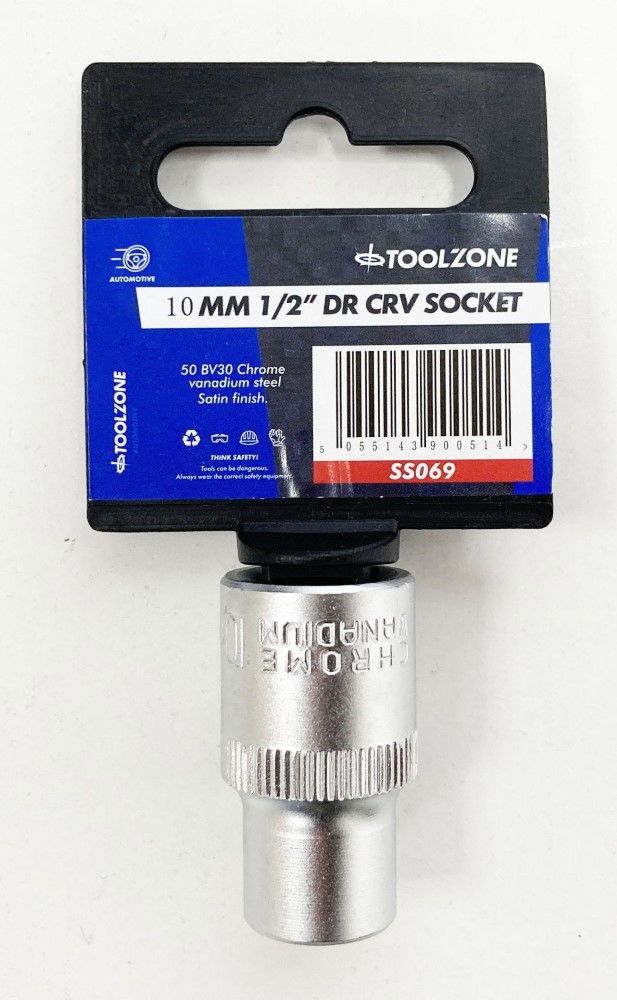 TOOLZONE
AUTOMOTIVE
10 MM 1/2” DR CRV SOCKET
50 BV30 Chrome
vanadium steel
Satin finish.
TOOLZONE
THINK SAFETY!
Tools can be dangerous.
Always wear the correct safety equipment
5 055143 900514 >
SS069
CHROME
VANADIUM